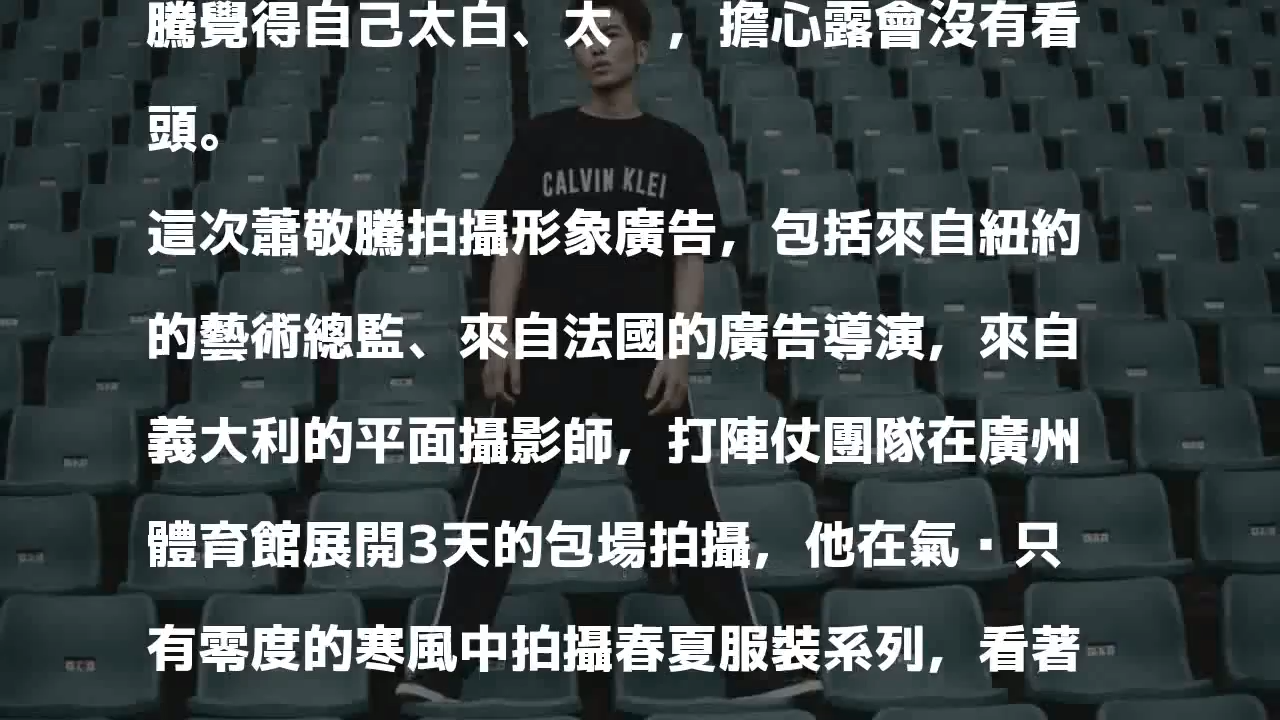 騰覺得自己太白、太 ，擔心露會沒有看
頭。
這次蕭敬騰拍攝形象廣告，包括來自紐約
的藝術總監、來自法國的廣告導演，來自
義大利的平面攝影師，打陣仗團隊在廣州
體育館展開3天的包場拍攝，他在氣·只
有零度的寒風中拍攝春夏服裝系列，看著
CALVIN KLEI